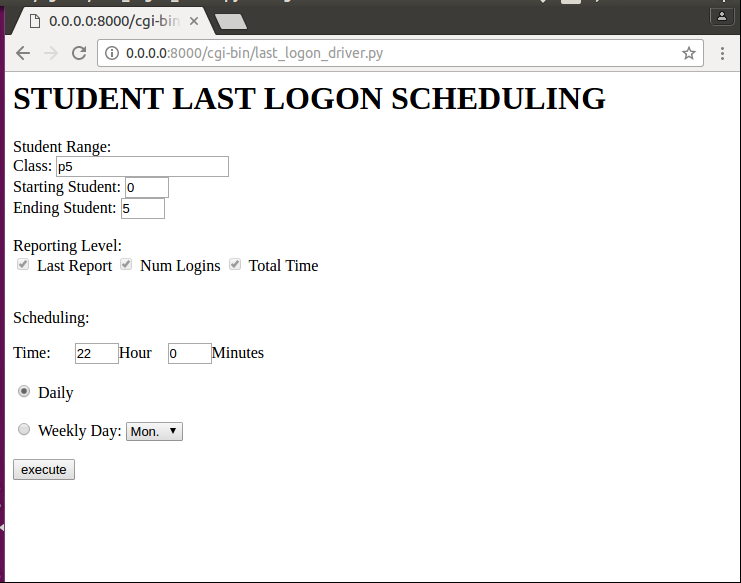 0.0.0.0:8000/cgi-bin
0.0.0.0:8000/cgi-bin/last_logon_driver.py
STUDENT LAST LOGON SCHEDULING
Student Range:
Class: p5
Starting Student: 0
Ending Student: 5
Reporting Level:
Last Report Num Logins Total Time
Scheduling:
Time: 22 Hour 0 Minutes
Daily
Weekly Day: Mon.
execute